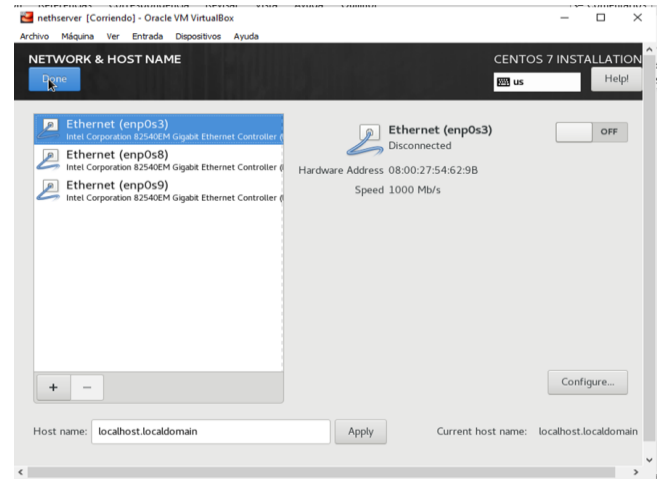 nethserver [Corriendo] - Oracle VM VirtualBox
Archivo Máquina Ver Entrada Dispositivos Ayuda
NETWORK & HOST NAME
CENTOS 7 INSTALLATION
Done
us
Help!
Ethernet (enp0s3)
Intel Corporation 82540EM Gigabit Ethernet Controller (
Ethernet (enp0s8)
Intel Corporation 82540EM Gigabit Ethernet Controller (
Ethernet (enp0s9)
Intel Corporation 82540EM Gigabit Ethernet Controller (
Ethernet (enp0s3)
Disconnected
OFF
Hardware Address 08:00:27:54:62:9B
Speed 1000 Mb/s
+ −
Configure...
Host name: localhost.localdomain Apply Current host name: localhost.localdomain